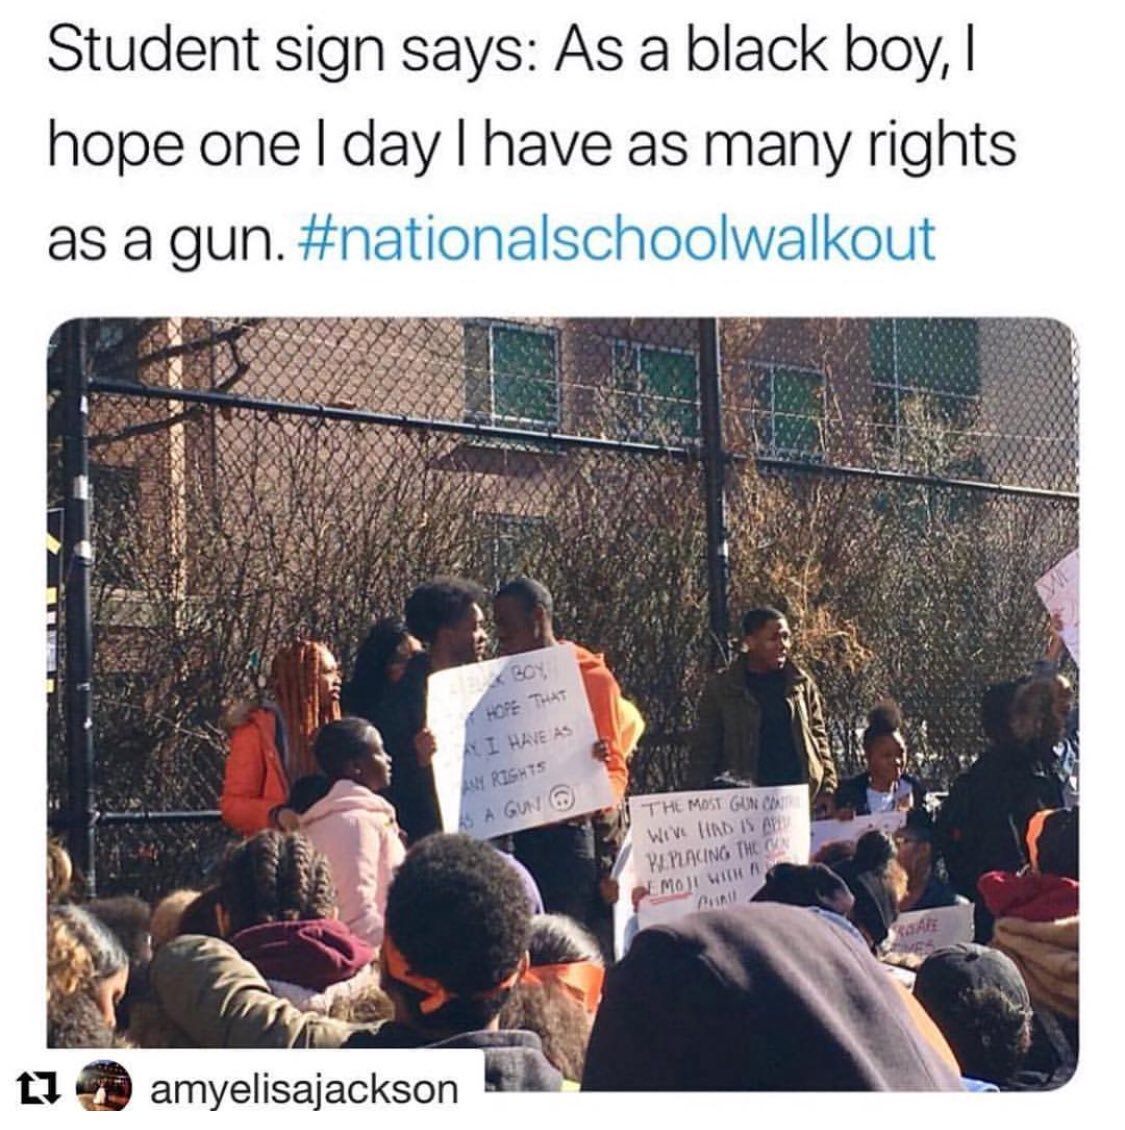 Student sign says: As a black boy, I
hope one I day I have as many rights
as a gun. #nationalschoolwalkout
BOY,
HOPE THAT
I HAVE AS
RIGHTS
A GUN
THE MOST GUN
WE'VE HAD IS
REPLACING THE GUN
EMOJI WITH A
amyelisajackson